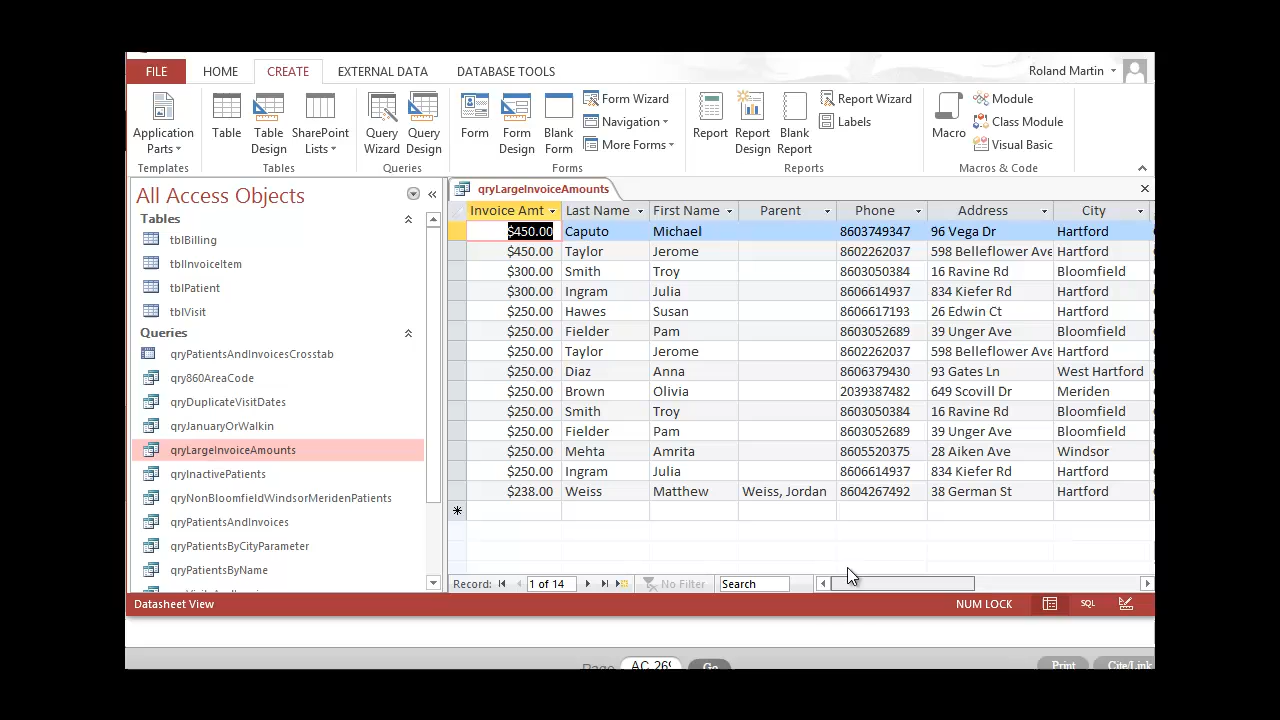 FILE HOME CREATE EXTERNAL DATA DATABASE TOOLS Roland Martin
Application Parts
Templates
Table
Table Design
SharePoint Lists
Tables
Query Wizard
Query Design
Queries
Form
Form Design
Blank Form
Form Wizard
Navigation
More Forms
Forms
Report
Report Design
Blank Report
Report Wizard
Labels
Reports
Macro
Module
Class Module
Visual Basic
Macros & Code
All Access Objects
Tables
tblBilling
tblInvoiceItem
tblPatient
tblVisit
Queries
qryPatientsAndInvoicesCrosstab
qry860AreaCode
qryDuplicateVisitDates
qryJanuaryOrWalkin
qryLargeInvoiceAmounts
qryInactivePatients
qryNonBloomfieldWindsorMeridenPatients
qryPatientsAndInvoices
qryPatientsByCityParameter
qryPatientsByName
qryLargeInvoiceAmounts
Invoice Amt Last Name First Name Parent Phone Address City
$450.00 Caputo Michael 8603749347 96 Vega Dr Hartford
$450.00 Taylor Jerome 8602262037 598 Belleflower Ave Hartford
$300.00 Smith Troy 8603050384 16 Ravine Rd Bloomfield
$300.00 Ingram Julia 8606614937 834 Kiefer Rd Hartford
$250.00 Hawes Susan 8606617193 26 Edwin Ct Hartford
$250.00 Fielder Pam 8603052689 39 Unger Ave Bloomfield
$250.00 Taylor Jerome 8602262037 598 Belleflower Ave Hartford
$250.00 Diaz Anna 8606379430 93 Gates Ln West Hartford
$250.00 Brown Olivia 2039387482 649 Scovill Dr Meriden
$250.00 Smith Troy 8603050384 16 Ravine Rd Bloomfield
$250.00 Fielder Pam 8603052689 39 Unger Ave Bloomfield
$250.00 Mehta Amrita 8605520375 28 Aiken Ave Windsor
$250.00 Ingram Julia 8606614937 834 Kiefer Rd Hartford
$238.00 Weiss Matthew Weiss, Jordan 8604267492 38 German St Hartford
Record: 1 of 14 No Filter Search
Datasheet View NUM LOCK SQL
Page AC 269 Go Print Cite/Link